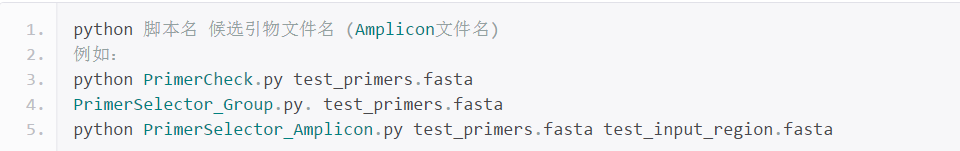 1. python 脚本名 候选引物文件名 (Amplicon文件名)
2. 例如：
3. python PrimerCheck.py test_primers.fasta
4. PrimerSelector_Group.py. test_primers.fasta
5. python PrimerSelector_Amplicon.py test_primers.fasta test_input_region.fasta